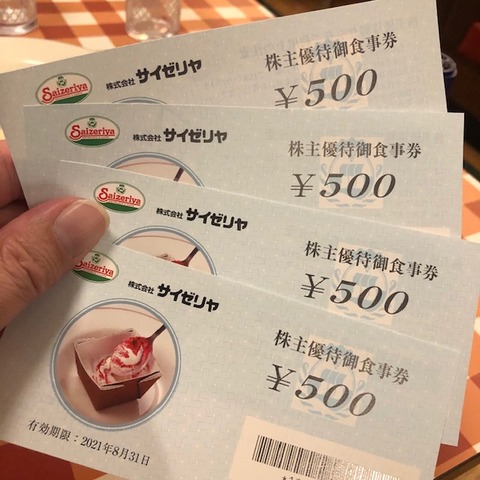 Saizeriya
株式会社 サイゼリヤ
株主優待御食事券
¥500
Saizeriya
株式会社 サイゼリヤ
株主優待御食事券
¥500
Saizeriya
株式会社 サイゼリヤ
株主優待御食事券
¥500
Saizeriya
株式会社 サイゼリヤ
株主優待御食事券
¥500
有効期限：2021年8月31日